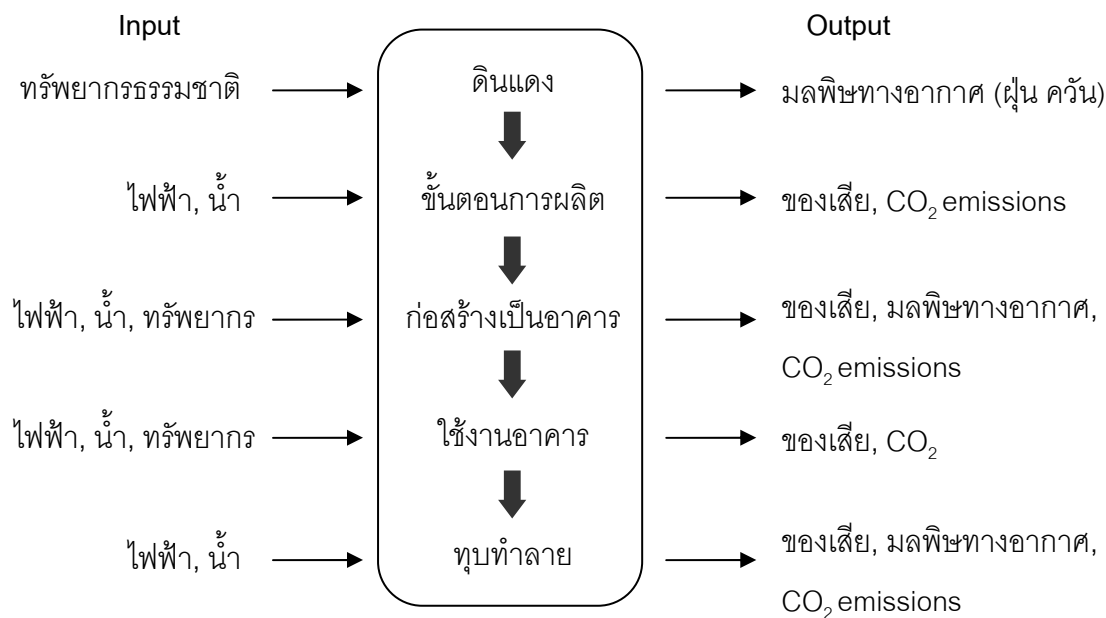 Input
Output
ทรัพยากรธรรมชาติ
ดินแดง
มลพิษทางอากาศ (ฝุ่น ควัน)
ไฟฟ้า, น้ำ
ขั้นตอนการผลิต
ของเสีย, CO₂ emissions
ไฟฟ้า, น้ำ, ทรัพยากร
ก่อสร้างเป็นอาคาร
ของเสีย, มลพิษทางอากาศ,
CO₂ emissions
ไฟฟ้า, น้ำ, ทรัพยากร
ใช้งานอาคาร
ของเสีย, CO₂
ไฟฟ้า, น้ำ
ทุบทำลาย
ของเสีย, มลพิษทางอากาศ,
CO₂ emissions